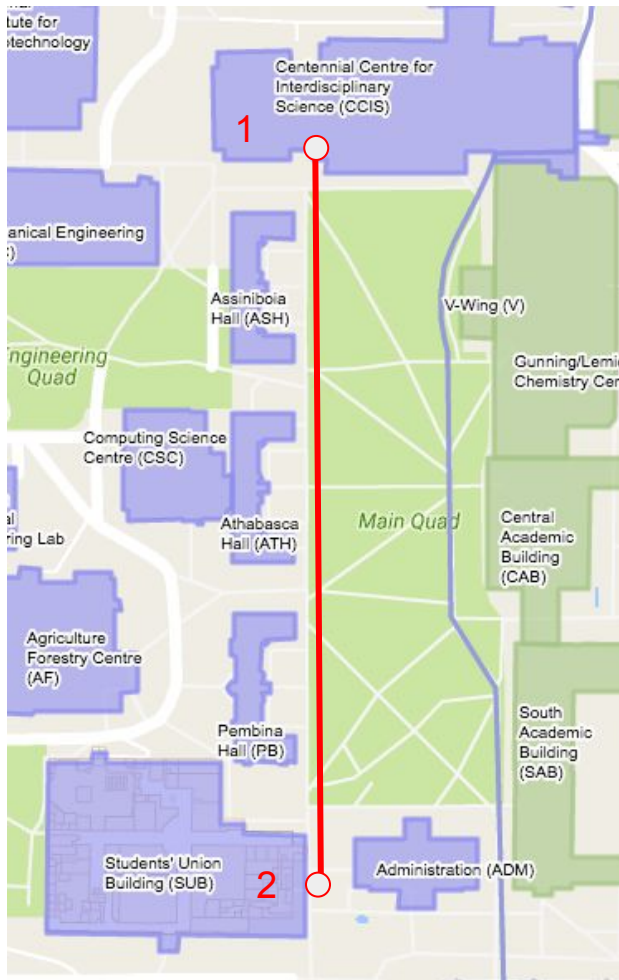 tute for
otechnology
Centennial Centre for
Interdisciplinary
Science (CCIS)
1
anical Engineering
Assiniboia
Hall (ASH)
V-Wing (V)
Engineering
Quad
Gunning/Lemi
Chemistry Cen
Computing Science
Centre (CSC)
Athabasca
Hall (ATH)
Main Quad
Central
Academic
Building
(CAB)
al
ring Lab
Agriculture
Forestry Centre
(AF)
Pembina
Hall (PB)
South
Academic
Building
(SAB)
Students' Union
Building (SUB)
2
Administration (ADM)